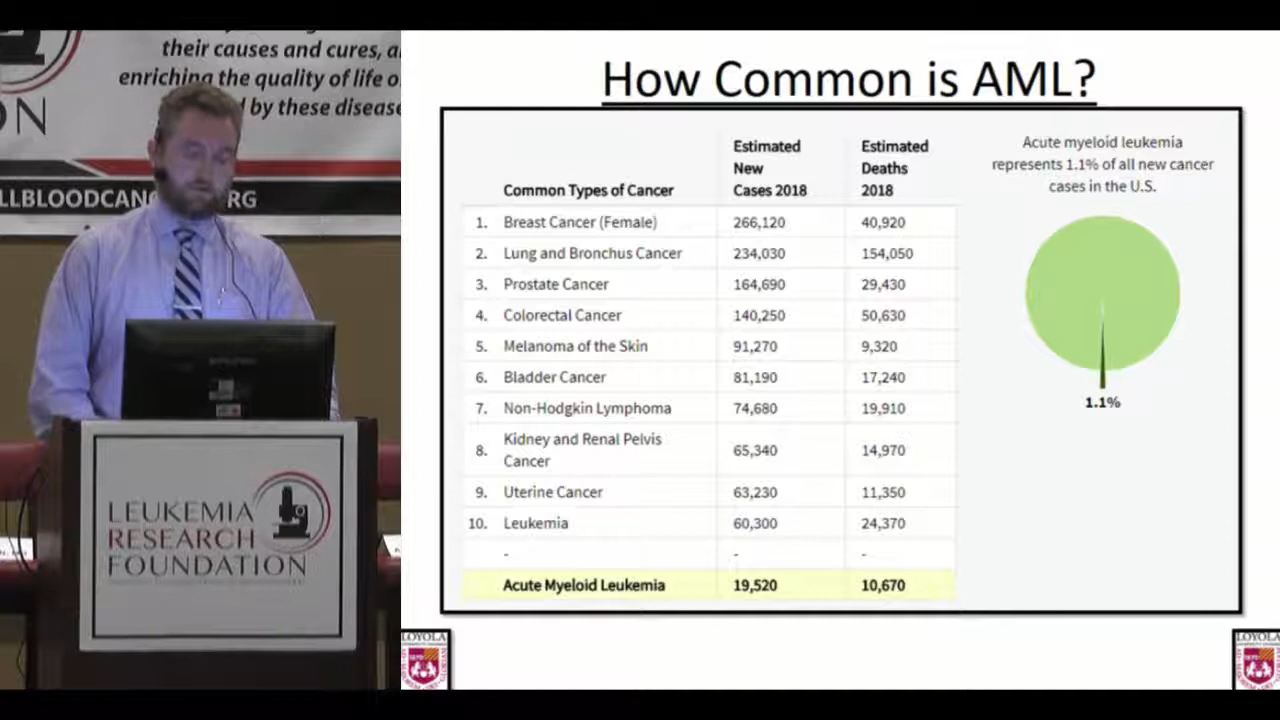 their causes and cures, a
enriching the quality of life o
by these disease
ON
LLBLOODCAN
RG
LEUKEMIA
RESEARCH
FOUNDATION
How Common is AML?
Common Types of Cancer
Estimated
New
Cases 2018
Estimated
Deaths
2018
1. Breast Cancer (Female) 266,120 40,920
2. Lung and Bronchus Cancer 234,030 154,050
3. Prostate Cancer 164,690 29,430
4. Colorectal Cancer 140,250 50,630
5. Melanoma of the Skin 91,270 9,320
6. Bladder Cancer 81,190 17,240
7. Non-Hodgkin Lymphoma 74,680 19,910
8. Kidney and Renal Pelvis
Cancer 65,340 14,970
9. Uterine Cancer 63,230 11,350
10. Leukemia 60,300 24,370
- - -
Acute Myeloid Leukemia 19,520 10,670
Acute myeloid leukemia
represents 1.1% of all new cancer
cases in the U.S.
1.1%
LOYOLA
LOYOLA